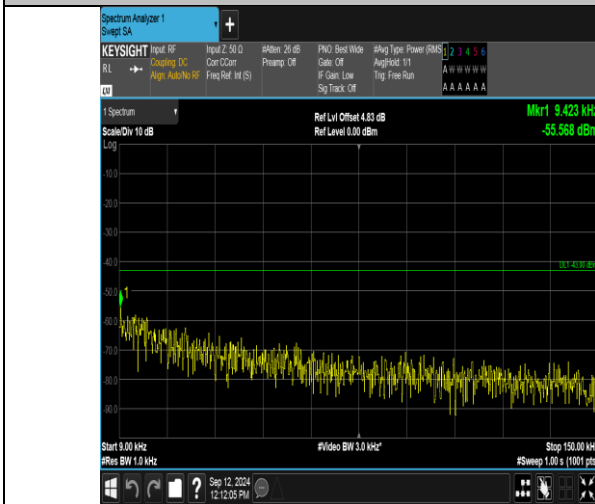 Spectrum Analyzer 1
Swept SA
+
KEYSIGHT
RL
Input: RF
Coupling: DC
Align: Auto/No RF
Input Z: 50 Ω
Corr CCorr
Freq Ref: Int (S)
#Atten: 26 dB
Preamp: Off
PNO: Best Wide
Gate: Off
IF Gain: Low
Sig Track: Off
#Avg Type: Power (RMS
Avg|Hold: 1/1
Trig: Free Run
1 2 3 4 5 6
A W W W W W
A A A A A A
1 Spectrum
Scale/Div 10 dB
Log
Ref Lvl Offset 4.83 dB
Ref Level 0.00 dBm
Mkr1 9.423 kHz
-55.568 dBm
-10.0
-20.0
-30.0
-40.0
DL1 -43.00 dBm
-50.0
1
-60.0
-70.0
-80.0
-90.0
Start 9.00 kHz
#Res BW 1.0 kHz
#Video BW 3.0 kHz*
Stop 150.00 kHz
#Sweep 1.00 s (1001 pts
?
Sep 12, 2024
12:12:05 PM